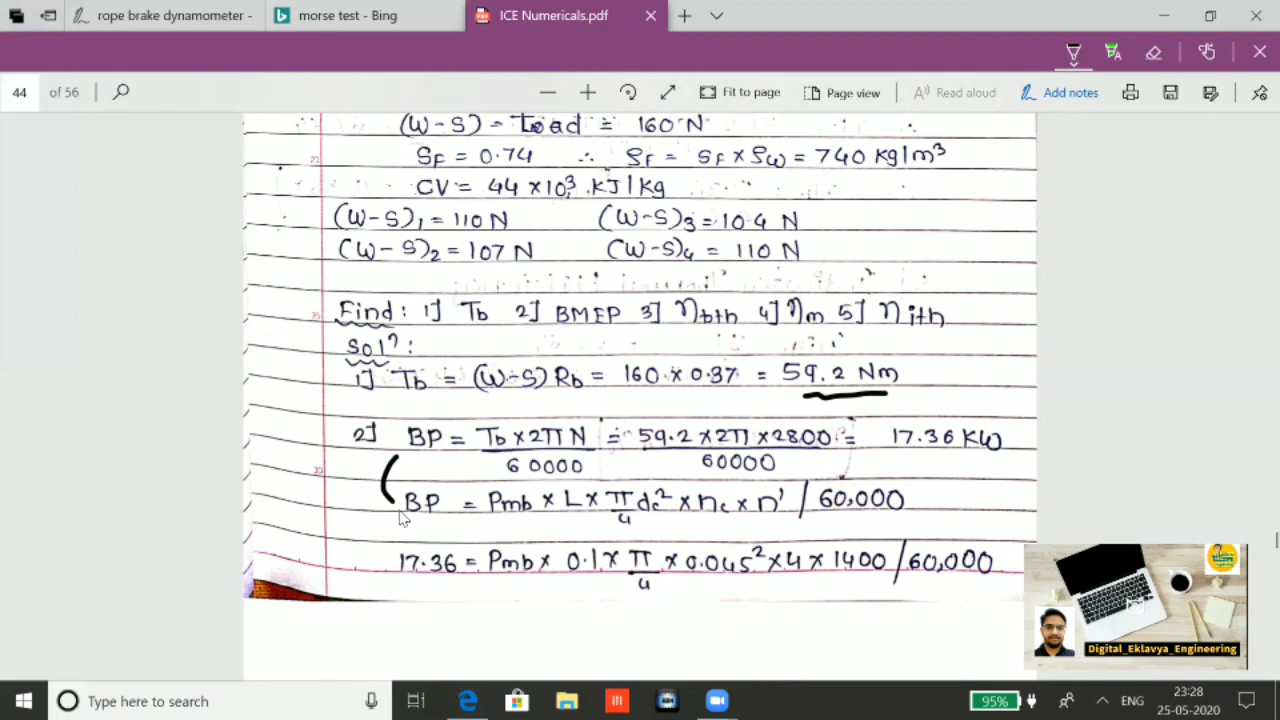 rope brake dynamometer -
morse test - Bing
ICE Numericals.pdf
44 of 56
Fit to page
Page view
Read aloud
Add notes
(W-S) = Load = 160 N
SF = 0.74 ∴ ρF = SF × ρw = 740 kg/m³
CV = 44 × 10³ kJ/kg
(W-S)₁ = 110 N (W-S)₃ = 104 N
(W-S)₂ = 107 N (W-S)₄ = 110 N
Find: 1] Tb 2] BMEP 3] ηbth 4] ηm 5] ηith
Solⁿ:
1] Tb = (W-S) Rb = 160 × 0.37 = 59.2 Nm
2] BP = Tb × 2πN / 60000 = 59.2 × 2π × 2800 / 60000 = 17.36 KW
BP = Pmb × L × π/4 dc² × nc × n' / 60,000
17.36 = Pmb × 0.1 × π/4 × 0.045² × 4 × 1400 / 60,000
Digital_Eklavya_Engineering
Type here to search
95%
ENG
23:28
25-05-2020